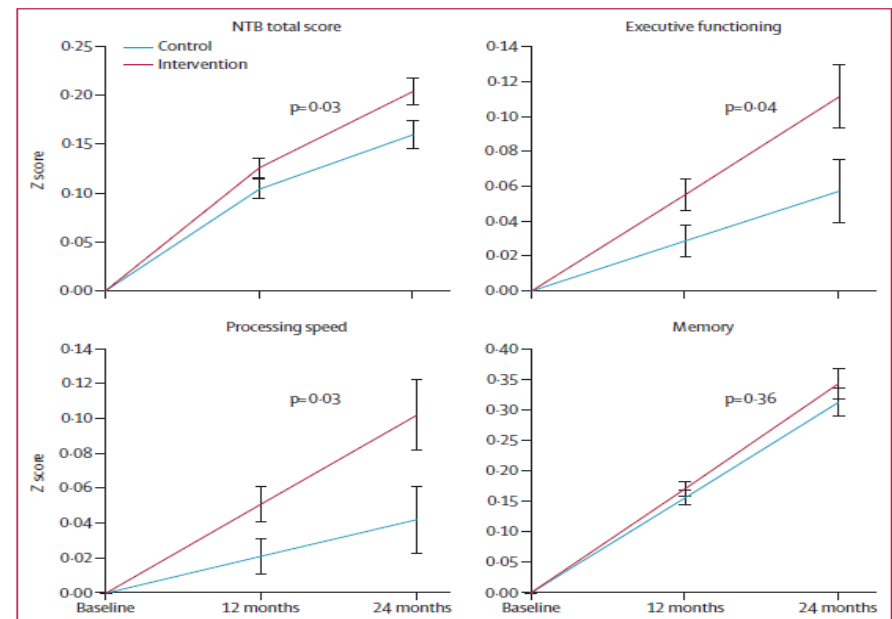 NTB total score
Control
Intervention
p=0·03
Z score
0·25
0·20
0·15
0·10
0·05
0·00
Executive functioning
p=0·04
0·14
0·12
0·10
0·08
0·06
0·04
0·02
0·00
Processing speed
p=0·03
Z score
0·14
0·12
0·10
0·08
0·06
0·04
0·02
0·00
Baseline
12 months
24 months
Memory
p=0·36
0·40
0·35
0·30
0·25
0·20
0·15
0·10
0·05
0·00
Baseline
12 months
24 months